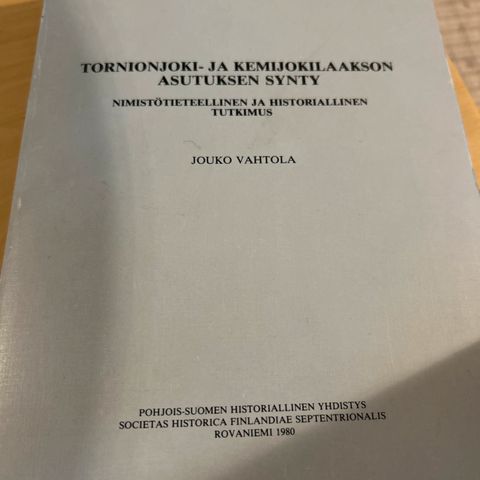 TORNIONJOKI- JA KEMIJOKILAAKSON
ASUTUKSEN SYNTY
NIMISTÖTIETEELLINEN JA HISTORIALLINEN
TUTKIMUS
JOUKO VAHTOLA
POHJOIS-SUOMEN HISTORIALLINEN YHDISTYS
SOCIETAS HISTORICA FINLANDIAE SEPTENTRIONALIS
ROVANIEMI 1980